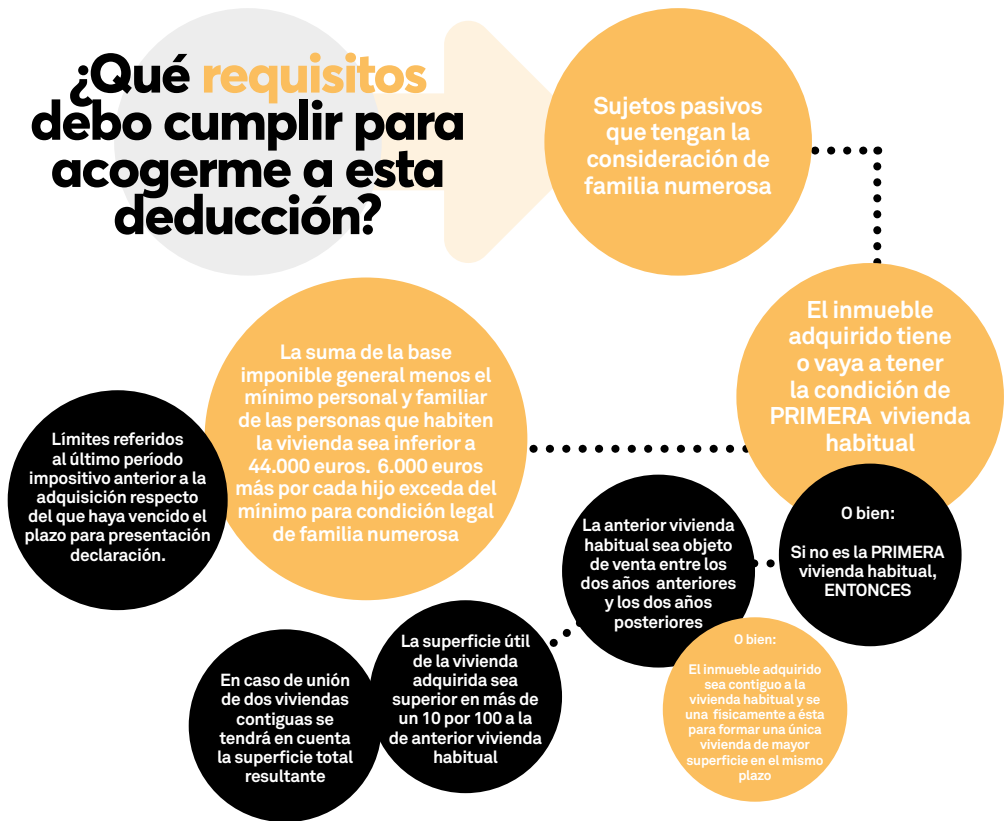 ¿Qué requisitos
debo cumplir para
acogerme a esta
deducción?
Sujetos pasivos
que tengan la
consideración de
familia numerosa
El inmueble
adquirido tiene
o vaya a tener
la condición de
PRIMERA vivienda
habitual
La suma de la base
imponible general menos el
mínimo personal y familiar
de las personas que habiten
la vivienda sea inferior a
44.000 euros. 6.000 euros
más por cada hijo exceda del
mínimo para condición legal
de familia numerosa
Límites referidos
al último período
impositivo anterior a la
adquisición respecto
del que haya vencido el
plazo para presentación
declaración.
O bien:
Si no es la PRIMERA
vivienda habitual,
ENTONCES
La anterior vivienda
habitual sea objeto
de venta entre los
dos años anteriores
y los dos años
posteriores
O bien:
El inmueble adquirido
sea contiguo a la
vivienda habitual y se
una fisicamente a ésta
para formar una única
vivienda de mayor
superficie en el mismo
plazo
La superficie útil
de la vivienda
adquirida sea
superior en más de
un 10 por 100 a la
de anterior vivienda
habitual
En caso de unión
de dos viviendas
contiguas se
tendrá en cuenta
la superficie total
resultante